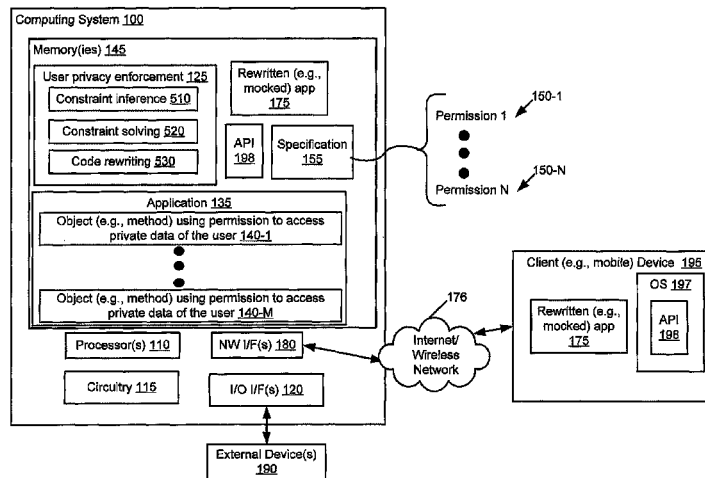 Computing System 100
Memory(ies) 145
User privacy enforcement 125
Constraint inference 510
Constraint solving 520
Code rewriting 530
Rewritten (e.g.,
mocked) app
175
API
198
Specification
155
Permission 1
150-1
Permission N
150-N
Application 135
Object (e.g., method) using permission to access
private data of the user 140-1
Object (e.g., method) using permission to access
private data of the user 140-M
Processor(s) 110
NW I/F(s) 180
Circuitry 115
I/O I/F(s) 120
External Device(s)
190
176
Internet/
Wireless
Network
Client (e.g., mobile) Device 195
OS 197
Rewritten (e.g.,
mocked) app
175
API
198